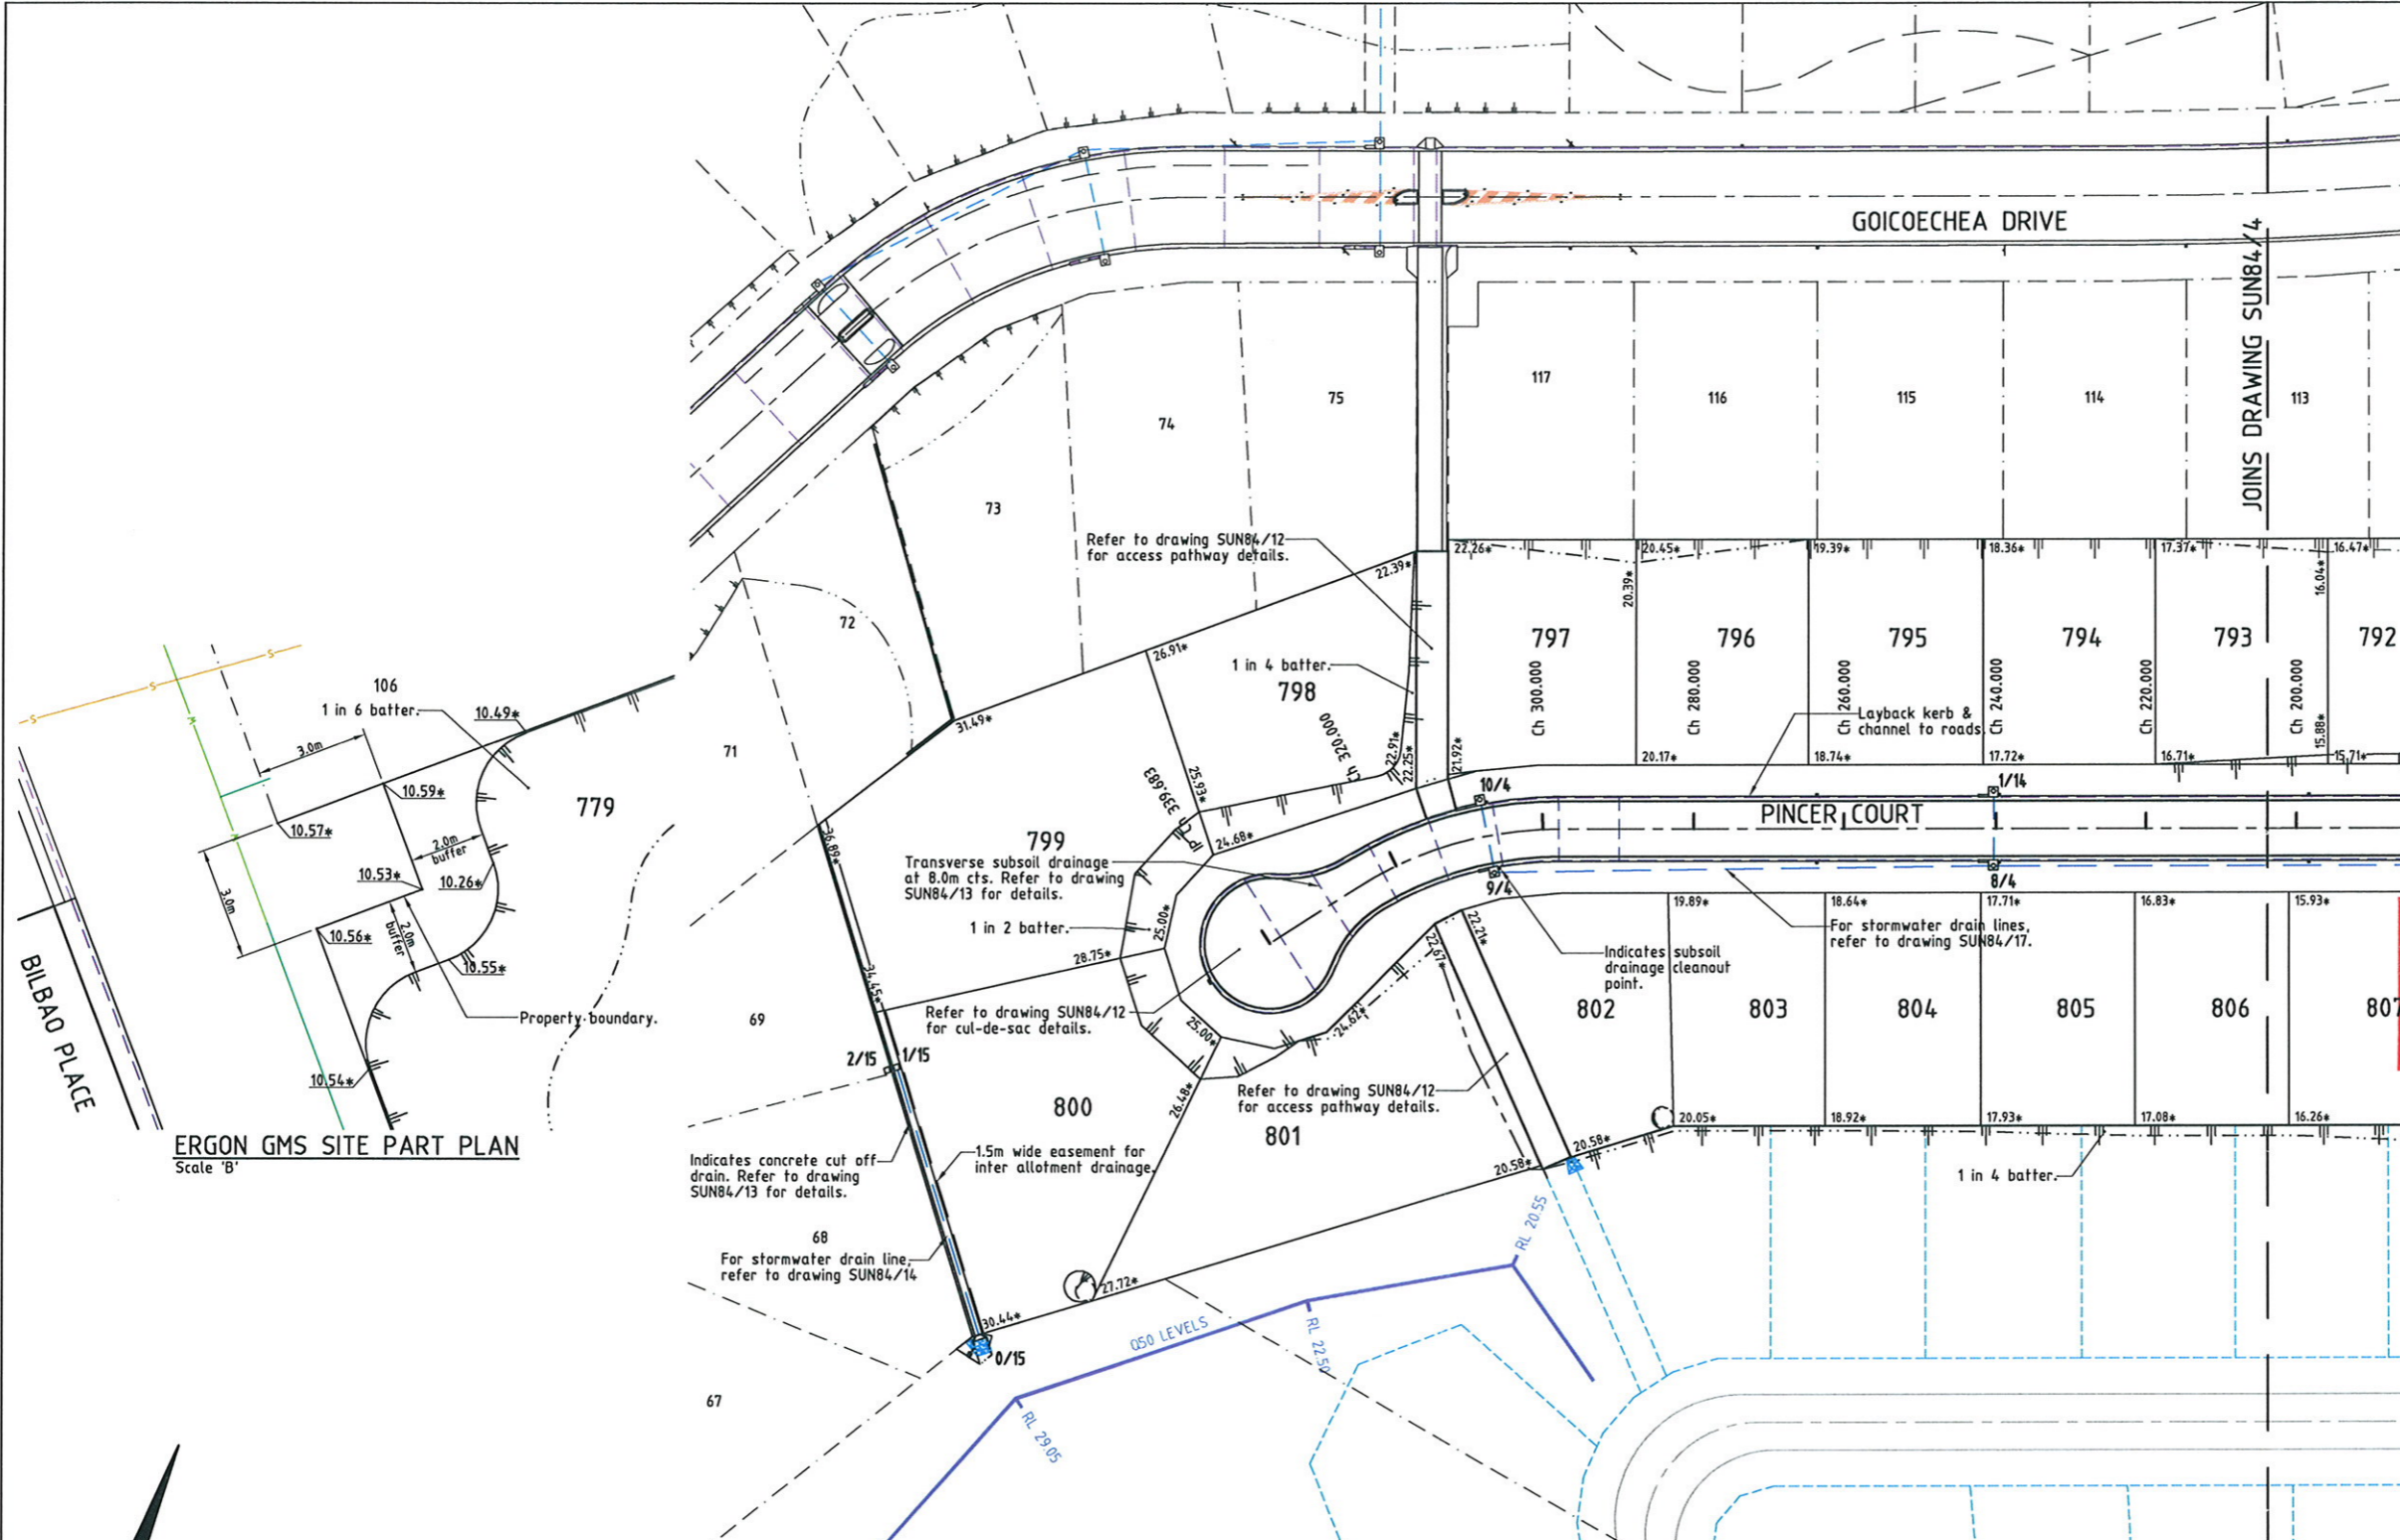 GOICOECHEA DRIVE
JOINS DRAWING SUN84/4
117
116
115
114
113
75
74
73
72
71
69
68
67
Refer to drawing SUN84/12
for access pathway details.
22.39*
22.26*
20.45*
19.39*
18.36*
17.37*
16.47*
20.39*
16.04*
797
796
795
794
793
792
Ch 300.000
Ch 280.000
Ch 260.000
Ch 240.000
Ch 220.000
Ch 200.000
15.88*
26.91*
1 in 4 batter.
798
Ch 320.000
22.91*
22.25*
21.92*
Layback kerb &
channel to roads.
20.17*
18.74*
17.72*
16.71*
15.71*
31.49*
25.93*
IP Ch 339.683
10/4
1/14
PINCER COURT
799
24.68*
Transverse subsoil drainage
at 8.0m cts. Refer to drawing
SUN84/13 for details.
9/4
8/4
36.89*
1 in 2 batter.
25.00*
28.75*
22.67*
22.21*
19.89*
18.64*
17.71*
16.83*
15.93*
For stormwater drain lines,
refer to drawing SUN84/17.
Indicates subsoil
drainage cleanout
point.
34.45*
Refer to drawing SUN84/12
for cul-de-sac details.
25.00*
24.62*
802
803
804
805
806
807
2/15
1/15
800
26.48*
Refer to drawing SUN84/12
for access pathway details.
801
20.05*
18.92*
17.93*
17.08*
16.26*
20.58*
20.58*
1 in 4 batter.
Indicates concrete cut off
drain. Refer to drawing
SUN84/13 for details.
1.5m wide easement for
inter allotment drainage.
For stormwater drain line,
refer to drawing SUN84/14
27.72*
30.44*
0/15
Q50 LEVELS
RL 20.55
RL 22.50
RL 29.05
S
S
S
M
M
106
1 in 6 batter.
10.49*
3.0m
10.59*
10.57*
779
2.0m
buffer
10.53*
10.26*
3.0m
10.56*
2.0m
buffer
10.55*
Property boundary.
10.54*
BILBAO PLACE
ERGON GMS SITE PART PLAN
Scale 'B'